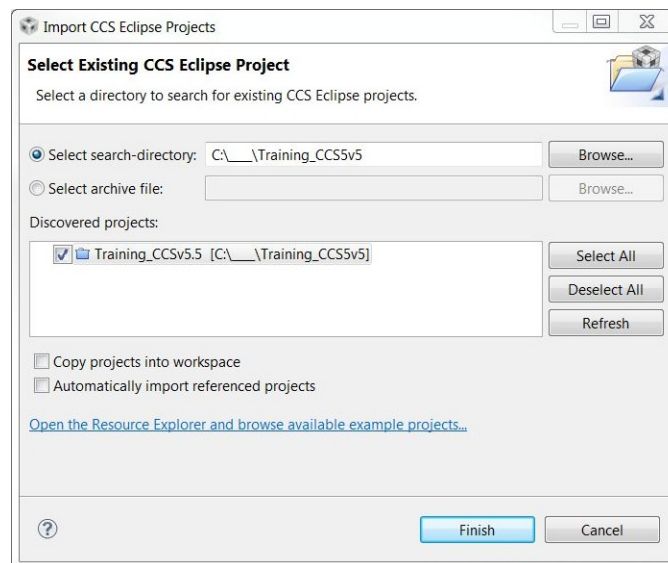 Import CCS Eclipse Projects
Select Existing CCS Eclipse Project
Select a directory to search for existing CCS Eclipse projects.
Select search-directory: C:\___\Training_CCS5v5 Browse...
Select archive file: Browse...
Discovered projects:
Training_CCSv5.5 [C:\___\Training_CCS5v5]
Select All
Deselect All
Refresh
Copy projects into workspace
Automatically import referenced projects
Open the Resource Explorer and browse available example projects...
? Finish Cancel